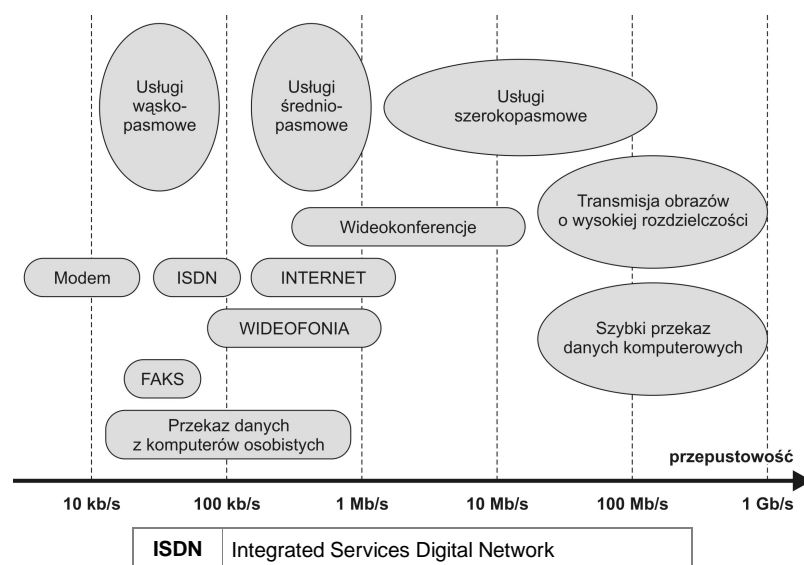 Usługi
wąsko-
pasmowe
Usługi
średnio-
pasmowe
Usługi
szerokopasmowe
Transmisja obrazów
o wysokiej rozdzielczości
Wideokonferencje
Modem
ISDN
INTERNET
WIDEOFONIA
Szybki przekaz
danych komputerowych
FAKS
Przekaz danych
z komputerów osobistych
przepustowość
10 kb/s 100 kb/s 1 Mb/s 10 Mb/s 100 Mb/s 1 Gb/s
ISDN Integrated Services Digital Network